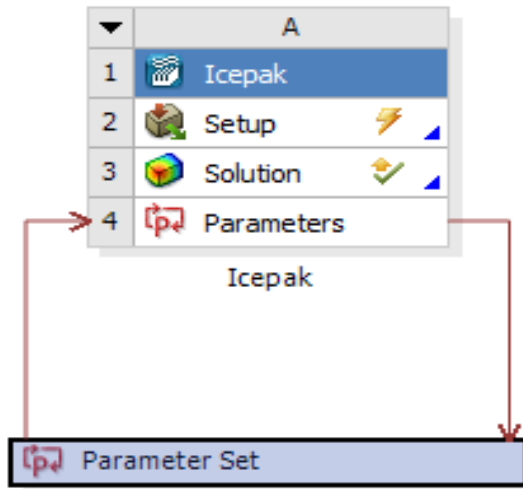 A
1 Icepak
2 Setup
3 Solution
4 Parameters
Icepak
Parameter Set